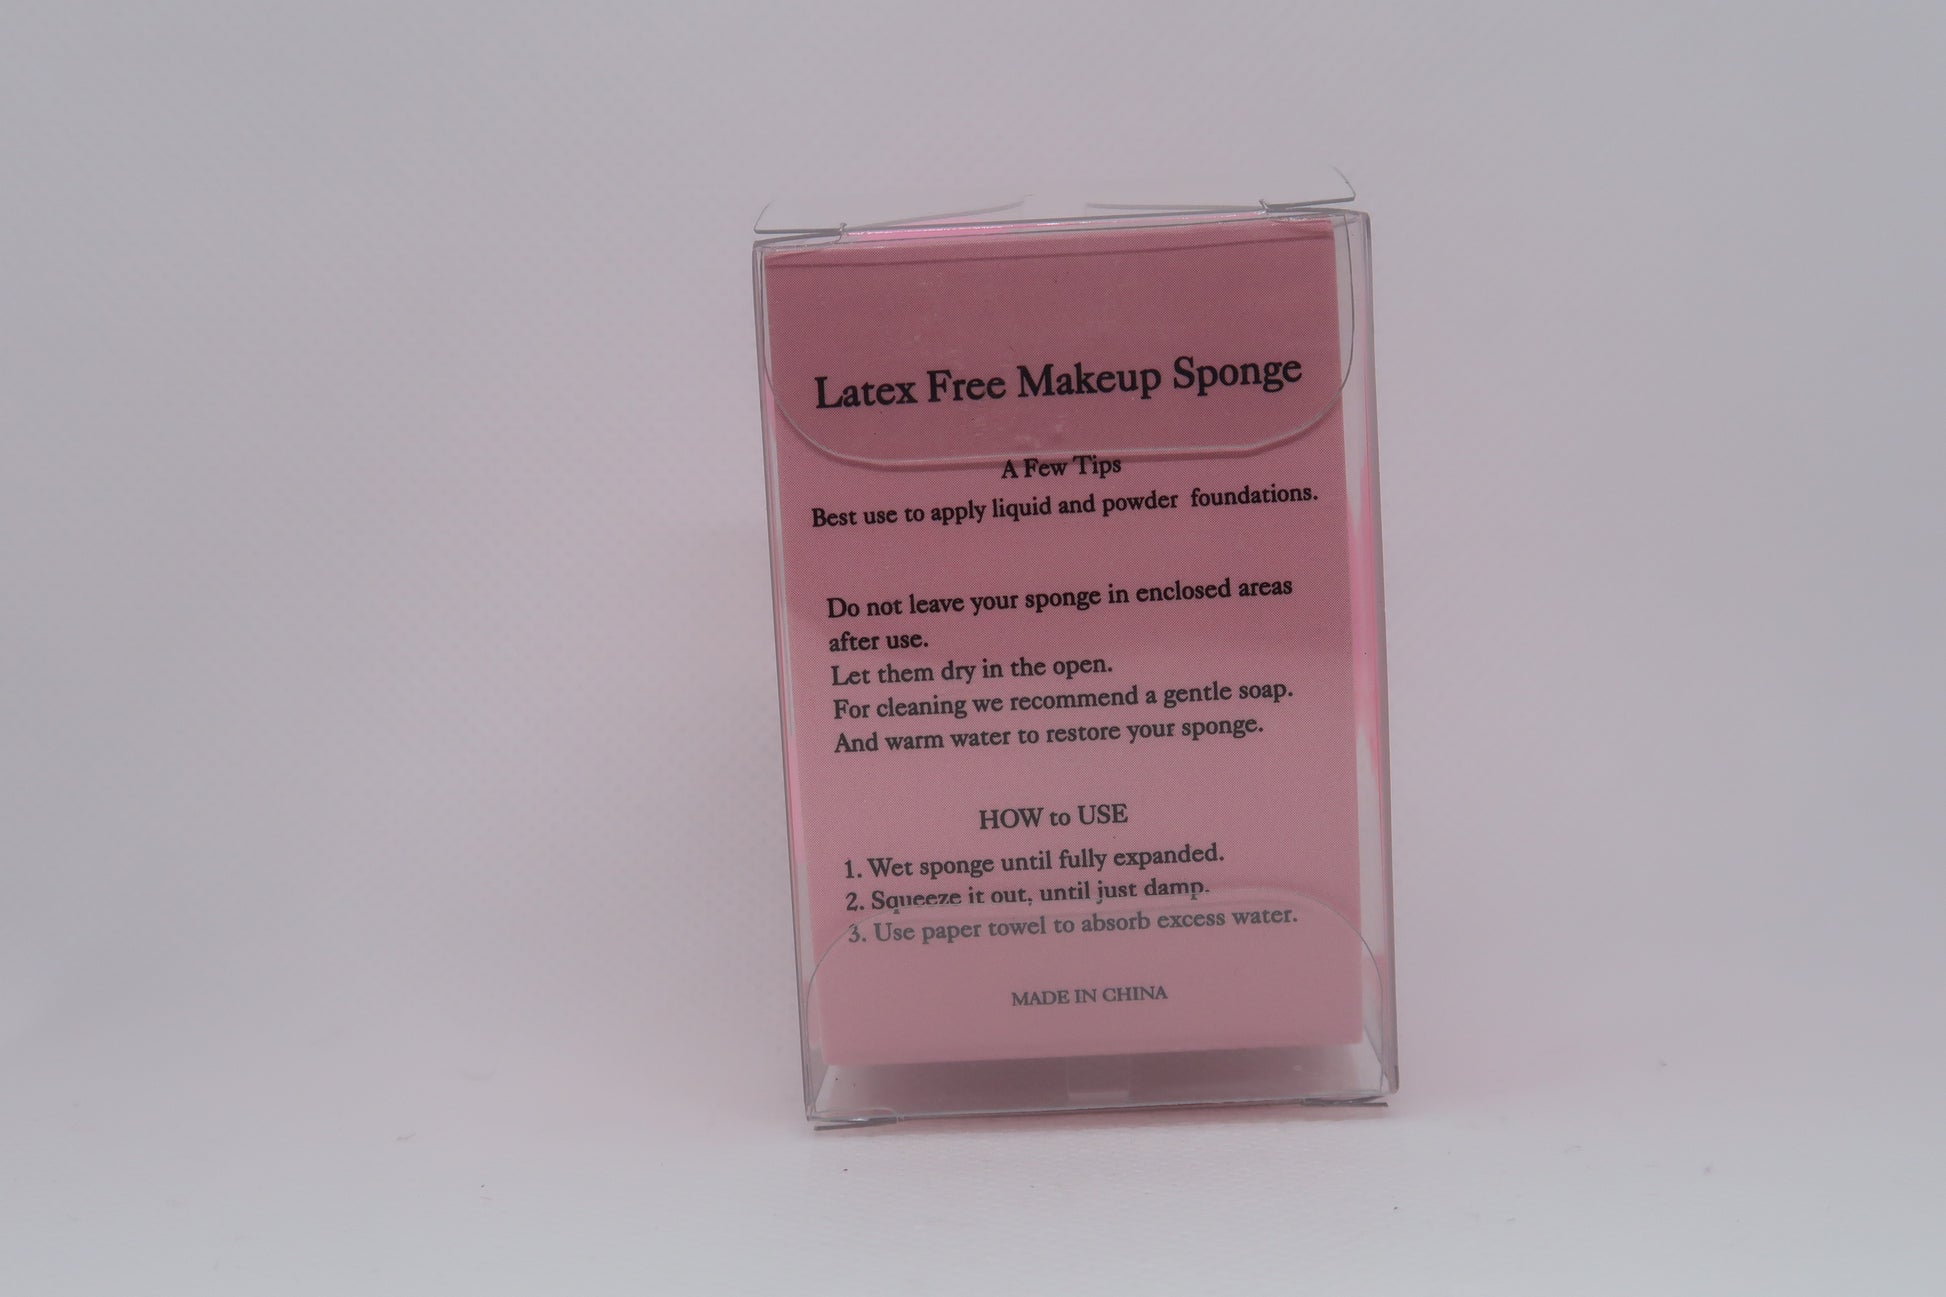 Latex Free Makeup Sponge
A Few Tips
Best use to apply liquid and powder foundations.
Do not leave your sponge in enclosed areas
after use.
Let them dry in the open.
For cleaning we recommend a gentle soap.
And warm water to restore your sponge.
HOW to USE
1. Wet sponge until fully expanded.
2. Squeeze it out, until just damp.
3. Use paper towel to absorb excess water.
MADE IN CHINA